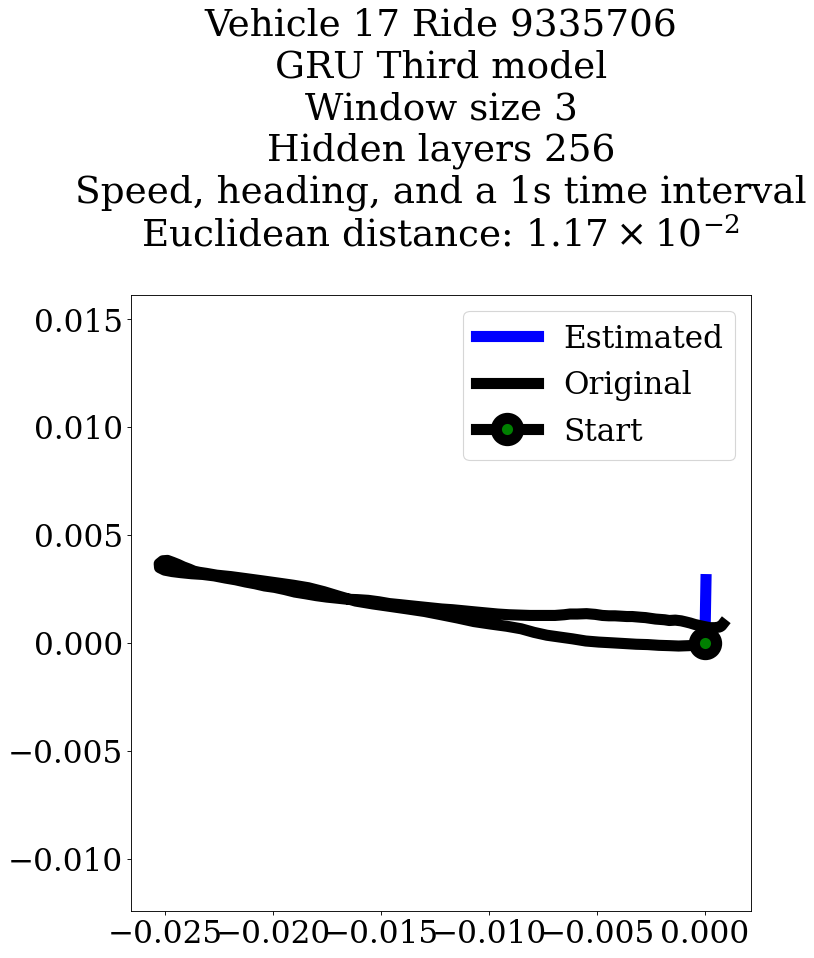 Vehicle 17 Ride 9335706
GRU Third model
Window size 3
Hidden layers 256
Speed, heading, and a 1s time interval
Euclidean distance: 1.17 × 10⁻²
Estimated
Original
Start
0.015
0.010
0.005
0.000
−0.005
−0.010
−0.025 −0.020 −0.015 −0.010 −0.005 0.000